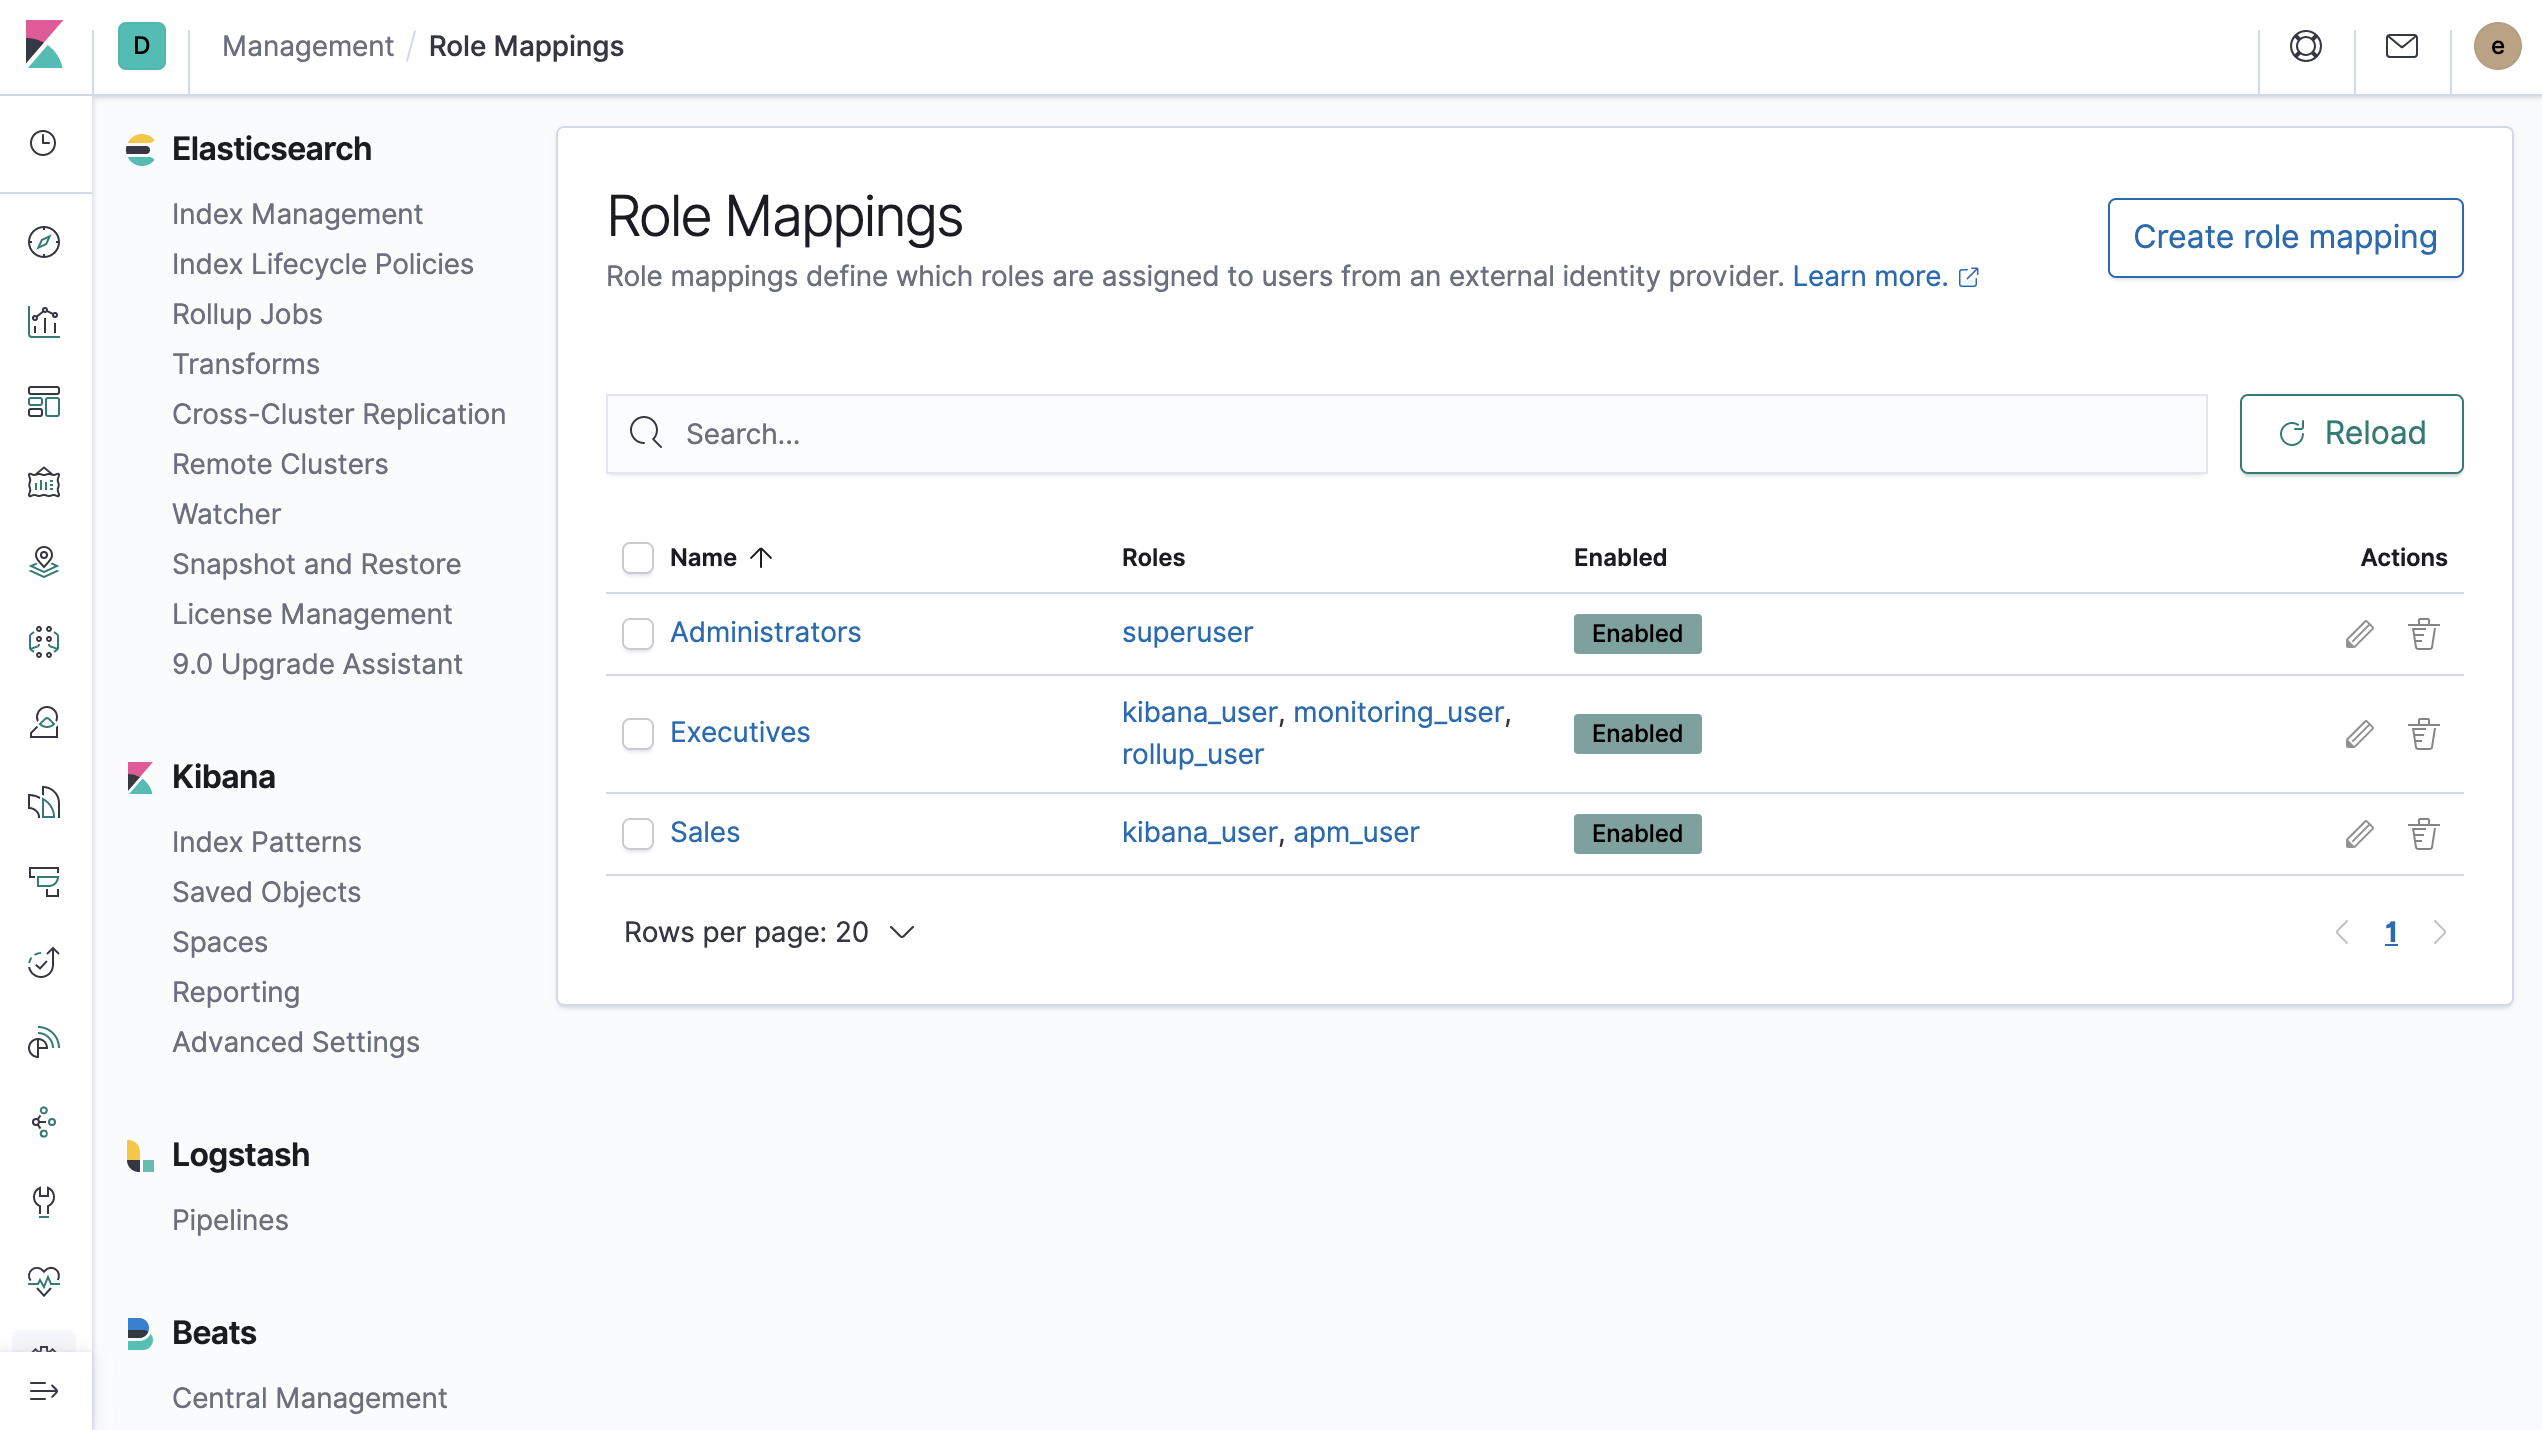 D
Management / Role Mappings
e
Elasticsearch
Index Management
Index Lifecycle Policies
Rollup Jobs
Transforms
Cross-Cluster Replication
Remote Clusters
Watcher
Snapshot and Restore
License Management
9.0 Upgrade Assistant
Kibana
Index Patterns
Saved Objects
Spaces
Reporting
Advanced Settings
Logstash
Pipelines
Beats
Central Management
Role Mappings
Create role mapping
Role mappings define which roles are assigned to users from an external identity provider. Learn more.
Search...
Reload
Name Roles Enabled Actions
Administrators superuser Enabled
Executives kibana_user, monitoring_user,
rollup_user Enabled
Sales kibana_user, apm_user Enabled
Rows per page: 20
1